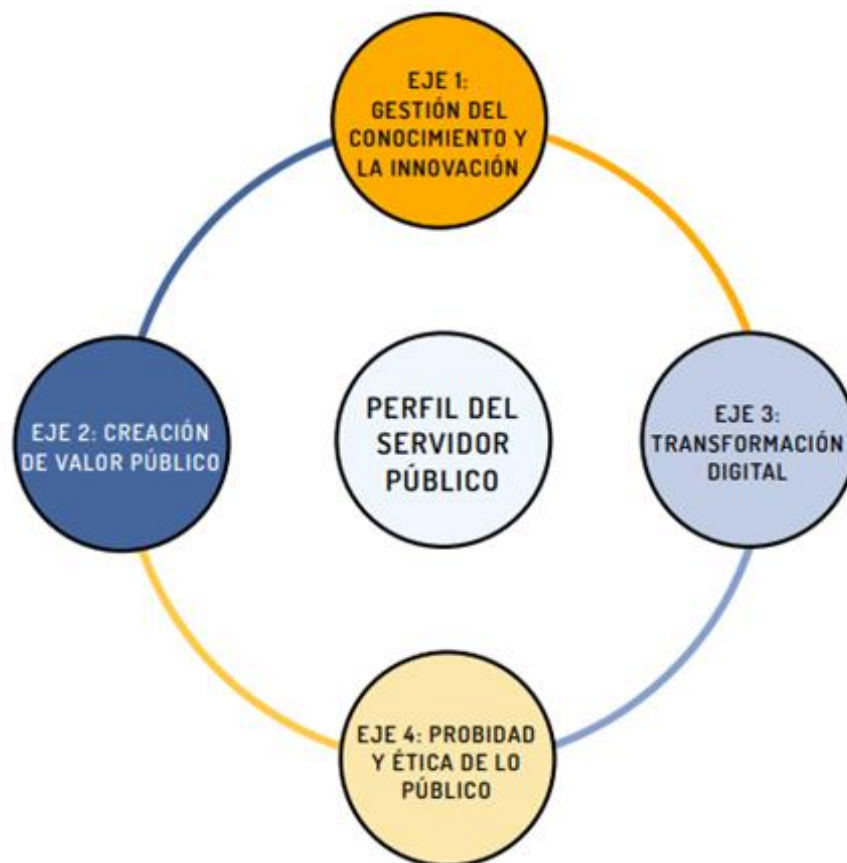 EJE 1:
GESTIÓN DEL
CONOCIMIENTO Y
LA INNOVACIÓN
EJE 2: CREACIÓN
DE VALOR PÚBLICO
PERFIL DEL
SERVIDOR
PÚBLICO
EJE 3:
TRANSFORMACIÓN
DIGITAL
EJE 4: PROBIDAD
Y ÉTICA DE LO
PÚBLICO